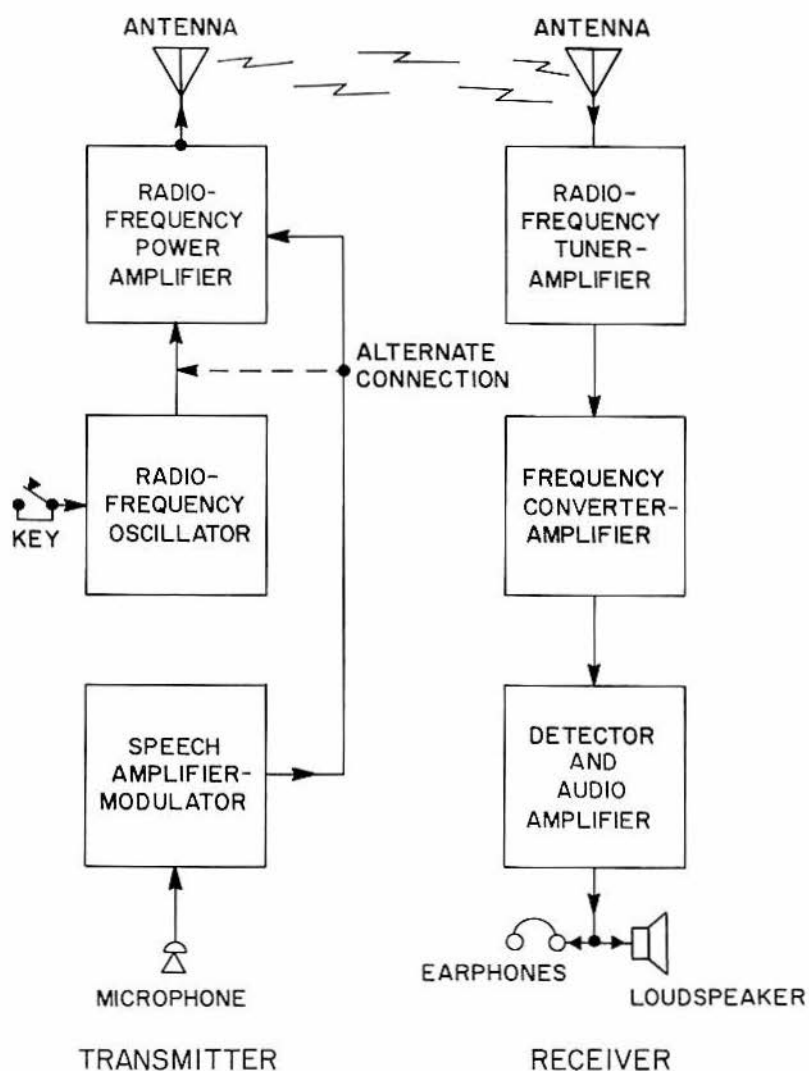 ANTENNA
ANTENNA
RADIO-
FREQUENCY
POWER
AMPLIFIER
RADIO-
FREQUENCY
TUNER-
AMPLIFIER
ALTERNATE
CONNECTION
KEY
RADIO-
FREQUENCY
OSCILLATOR
FREQUENCY
CONVERTER-
AMPLIFIER
SPEECH
AMPLIFIER-
MODULATOR
DETECTOR
AND
AUDIO
AMPLIFIER
MICROPHONE
EARPHONES
LOUDSPEAKER
TRANSMITTER
RECEIVER